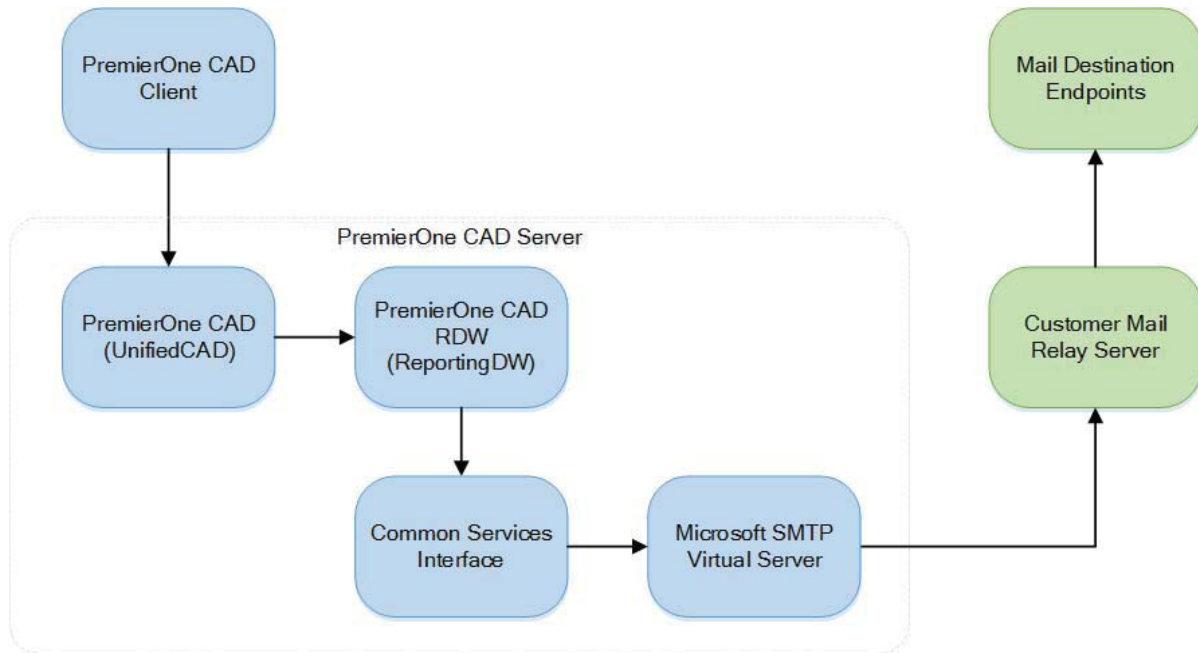 PremierOne CAD
Client
Mail Destination
Endpoints
PremierOne CAD Server
PremierOne CAD
(UnifiedCAD)
PremierOne CAD
RDW
(ReportingDW)
Customer Mail
Relay Server
Common Services
Interface
Microsoft SMTP
Virtual Server